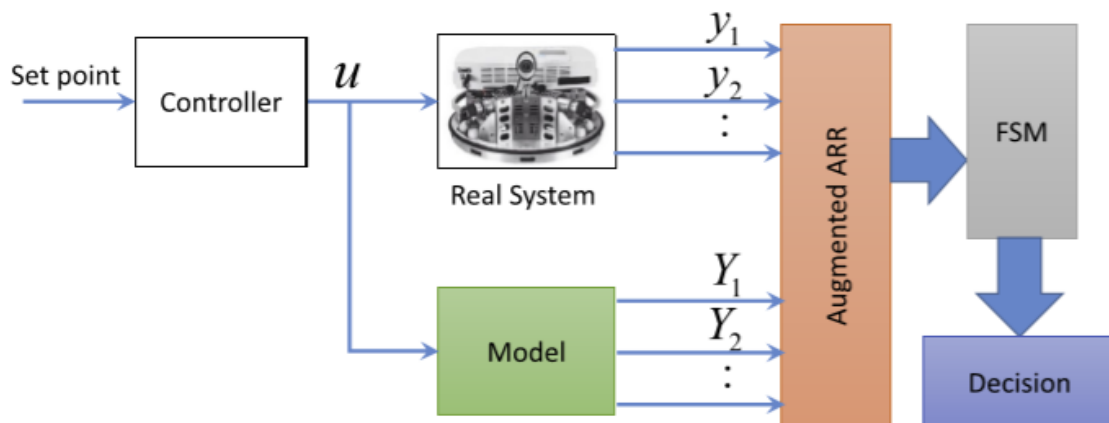 Set point
Controller
u
Real System
y1
y2
:
Model
Y1
Y2
:
Augmented ARR
FSM
Decision